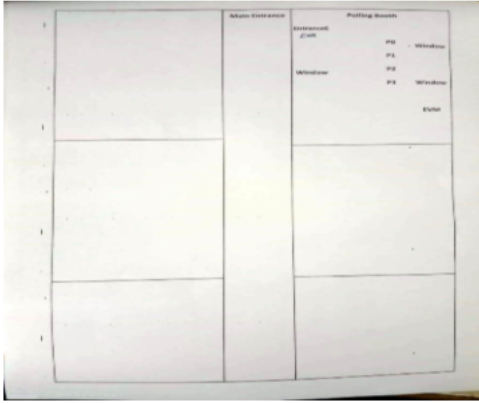 Main Entrance
Polling Booth
Entrance&
Exit
P0
Window
P1
P2
Window
P3
Window
EVM